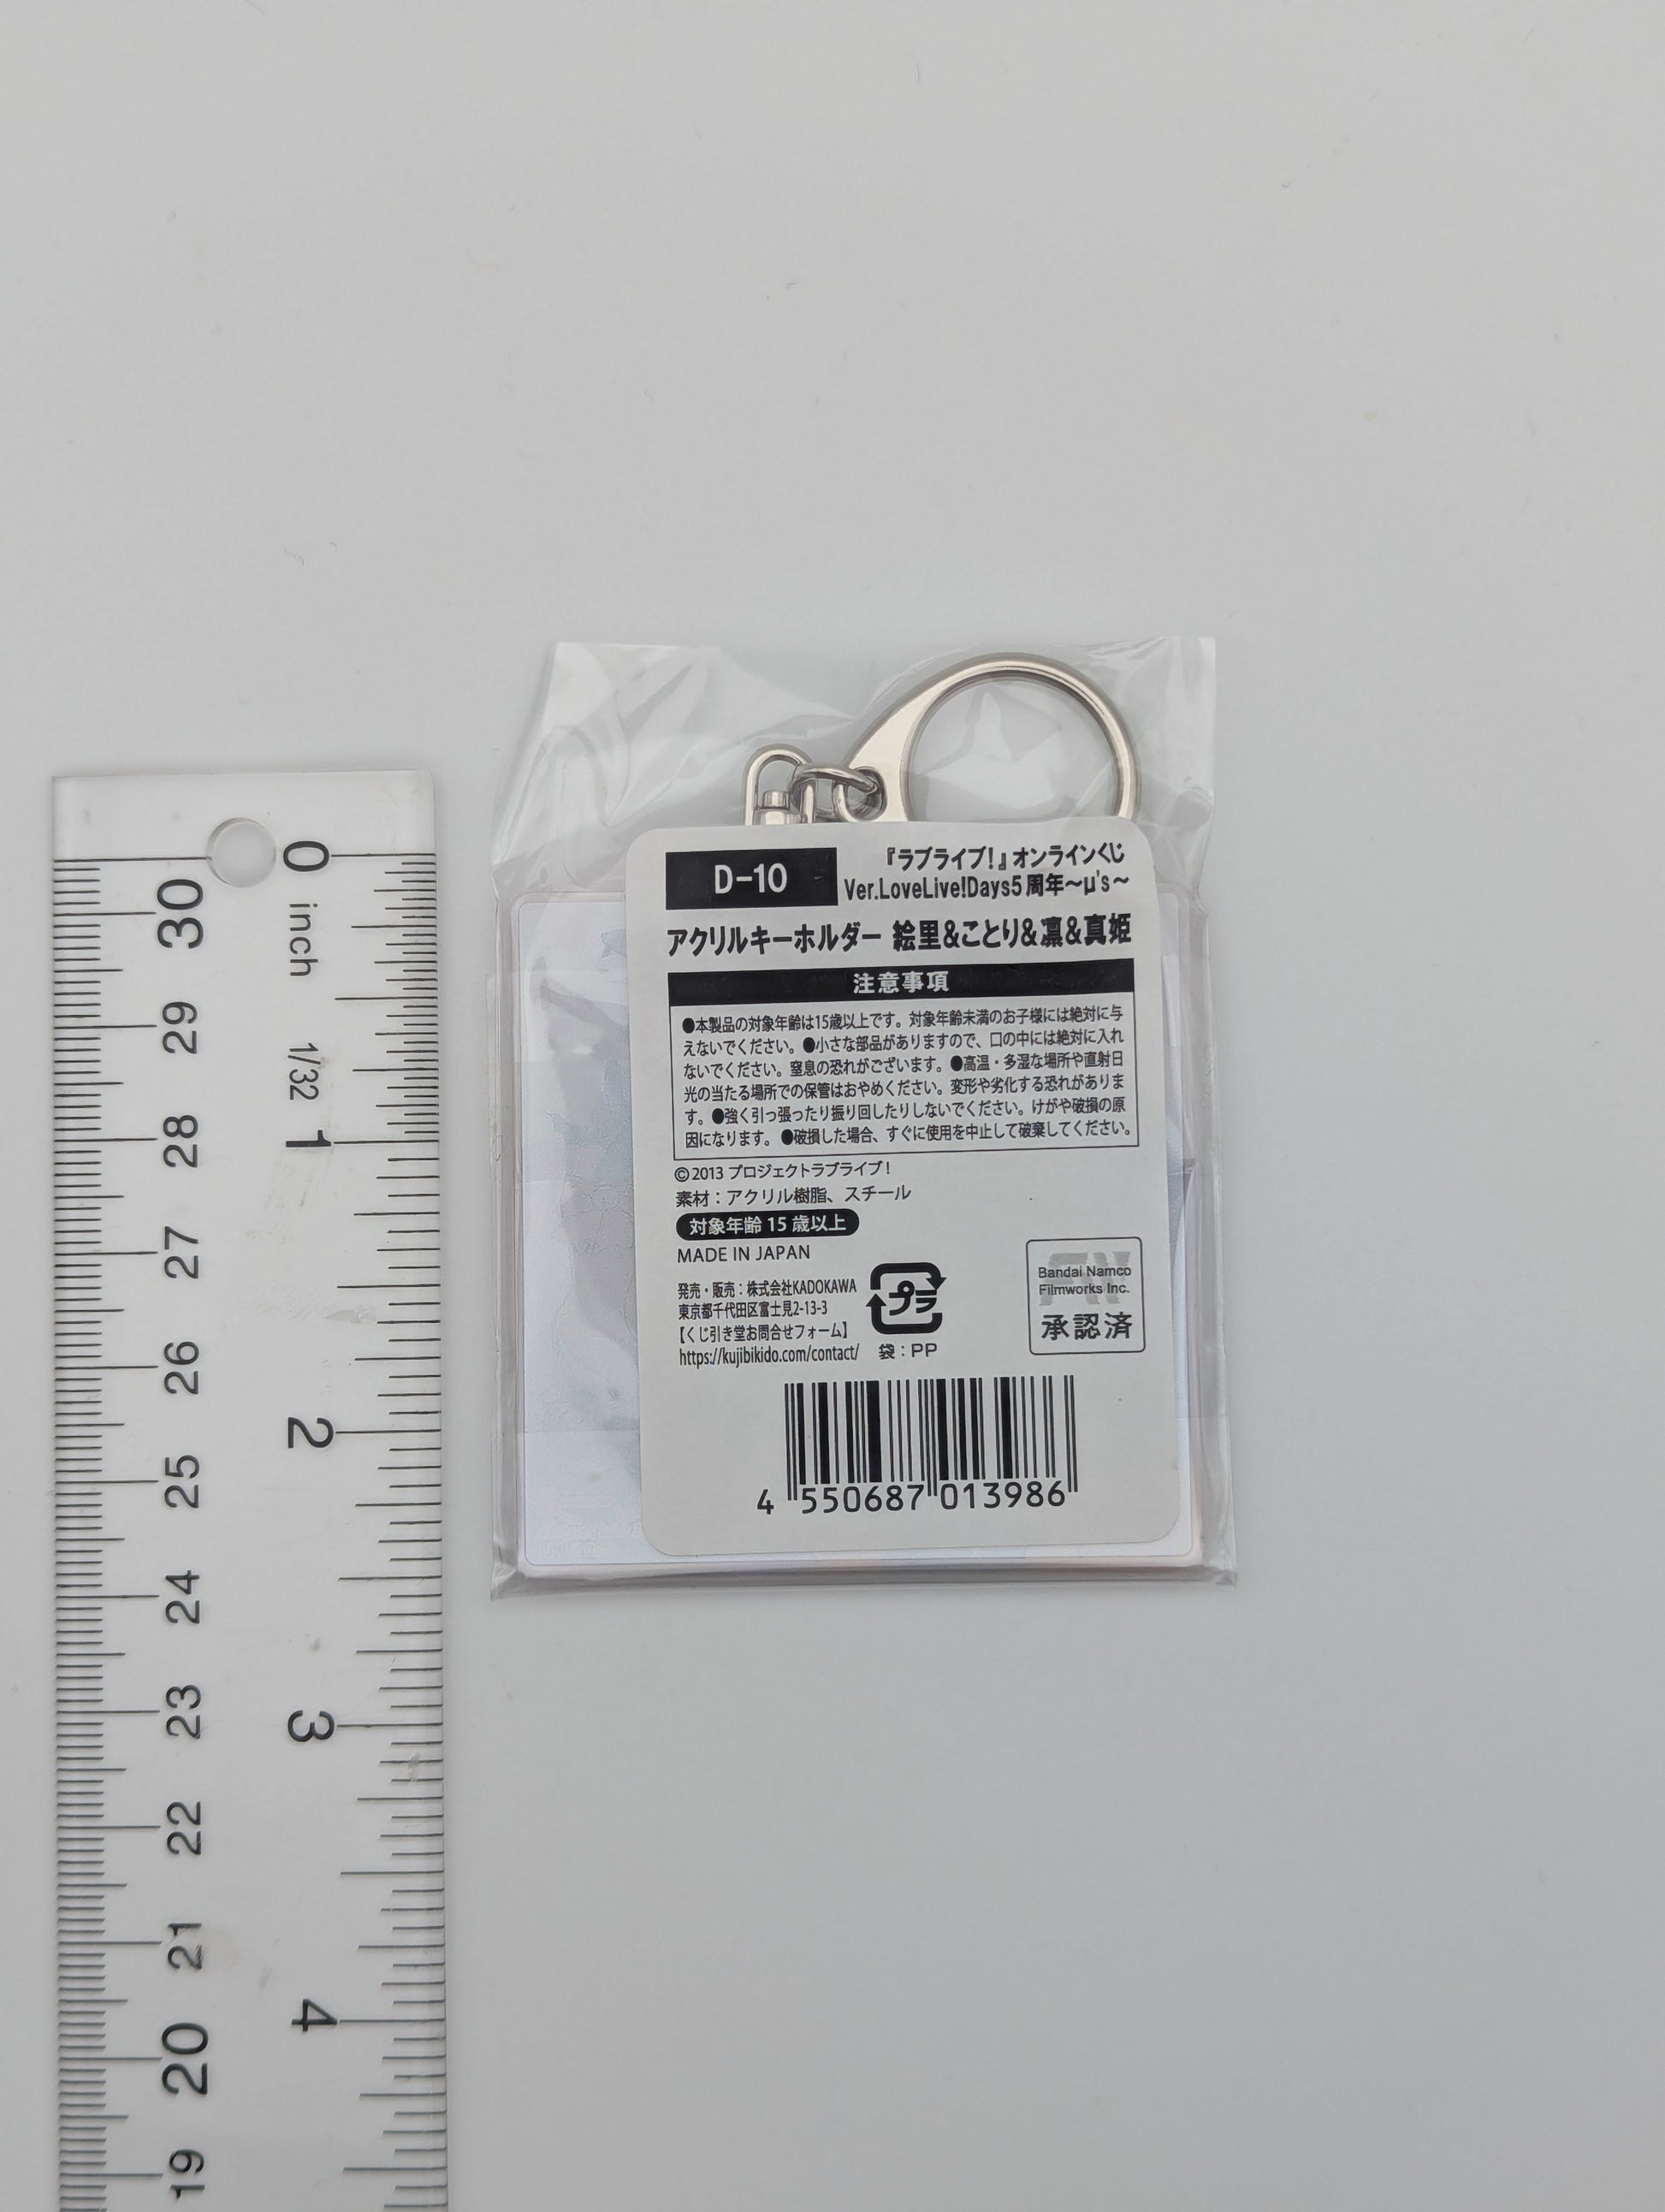 D-10
『ラブライブ！』オンラインくじ
Ver.LoveLive!Days5周年～μ's～
アクリルキーホルダー 絵里&ことり&凛&真姫
注意事項
●本製品の対象年齢は15歳以上です。対象年齢未満のお子様には絶対に与
えないでください。●小さな部品がありますので、口の中には絶対に入れ
ないでください。窒息の恐れがございます。●高温・多湿な場所や直射日
光の当たる場所での保管はおやめください。変形や劣化する恐れがありま
す。●強く引っ張ったり振り回したりしないでください。けがや破損の原
因になります。●破損した場合、すぐに使用を中止して破棄してください。
©2013 プロジェクトラブライブ！
素材：アクリル樹脂、スチール
対象年齢 15 歳以上
MADE IN JAPAN
発売・販売：株式会社KADOKAWA
東京都千代田区富士見2-13-3
【くじ引き堂お問合せフォーム】
https://kujibikido.com/contact/
プラ
袋：PP
Bandai Namco
Filmworks Inc.
承認済
4 550687 013986
0 inch 1/32 1 2 3 4
30 29 28 27 26 25 24 23 22 21 20 19